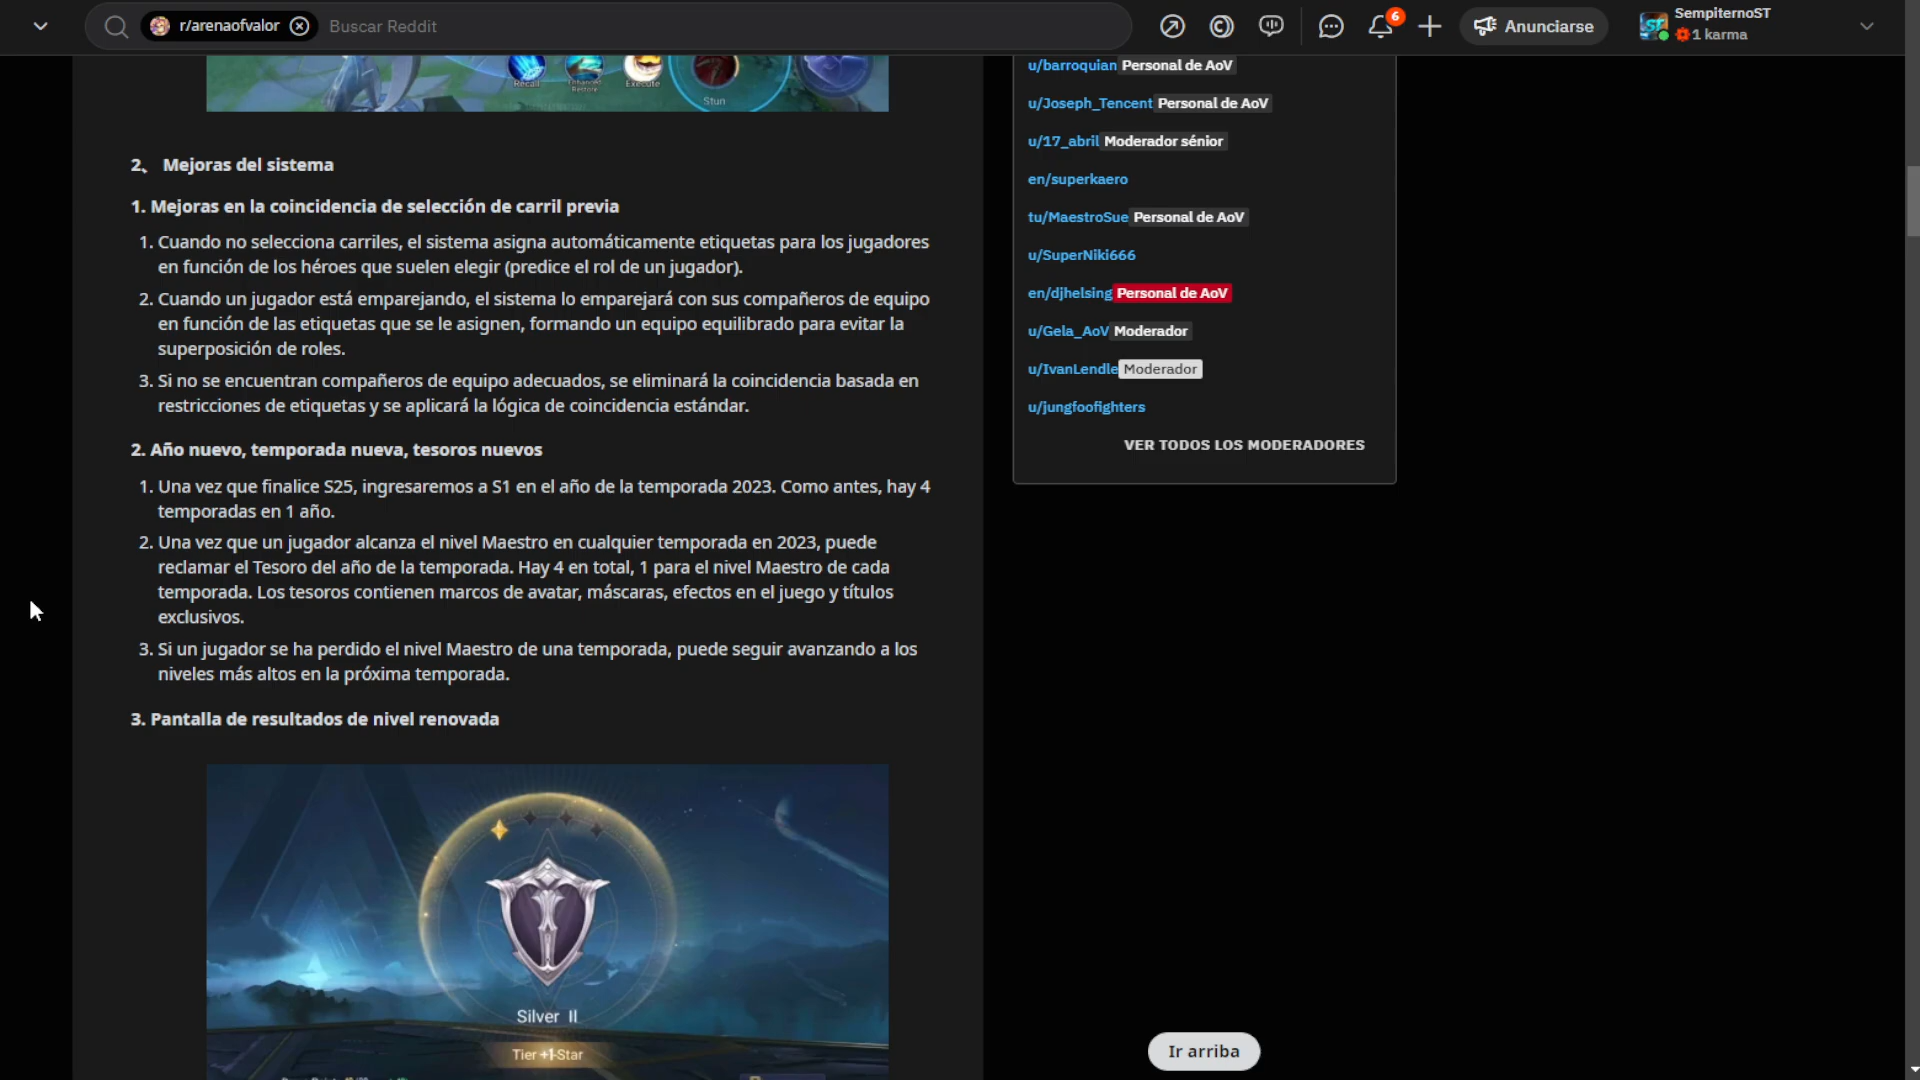 r/arenaofvalor
Buscar Reddit
6
Anunciarse
SempiternoST
1 karma
Recall
Enhanced
Restore
Execute
Stun
2、 Mejoras del sistema
1. Mejoras en la coincidencia de selección de carril previa
1. Cuando no selecciona carriles, el sistema asigna automáticamente etiquetas para los jugadores
en función de los héroes que suelen elegir (predice el rol de un jugador).
2. Cuando un jugador está emparejando, el sistema lo emparejará con sus compañeros de equipo
en función de las etiquetas que se le asignen, formando un equipo equilibrado para evitar la
superposición de roles.
3. Si no se encuentran compañeros de equipo adecuados, se eliminará la coincidencia basada en
restricciones de etiquetas y se aplicará la lógica de coincidencia estándar.
2. Año nuevo, temporada nueva, tesoros nuevos
1. Una vez que finalice S25, ingresaremos a S1 en el año de la temporada 2023. Como antes, hay 4
temporadas en 1 año.
2. Una vez que un jugador alcanza el nivel Maestro en cualquier temporada en 2023, puede
reclamar el Tesoro del año de la temporada. Hay 4 en total, 1 para el nivel Maestro de cada
temporada. Los tesoros contienen marcos de avatar, máscaras, efectos en el juego y títulos
exclusivos.
3. Si un jugador se ha perdido el nivel Maestro de una temporada, puede seguir avanzando a los
niveles más altos en la próxima temporada.
3. Pantalla de resultados de nivel renovada
Silver II
Tier +1 Star
u/barroquian Personal de AoV
u/Joseph_Tencent Personal de AoV
u/17_abril Moderador sénior
en/superkaero
tu/MaestroSue Personal de AoV
u/SuperNiki666
en/djhelsing Personal de AoV
u/Gela_AoV Moderador
u/IvanLendle Moderador
u/jungfoofighters
VER TODOS LOS MODERADORES
Ir arriba